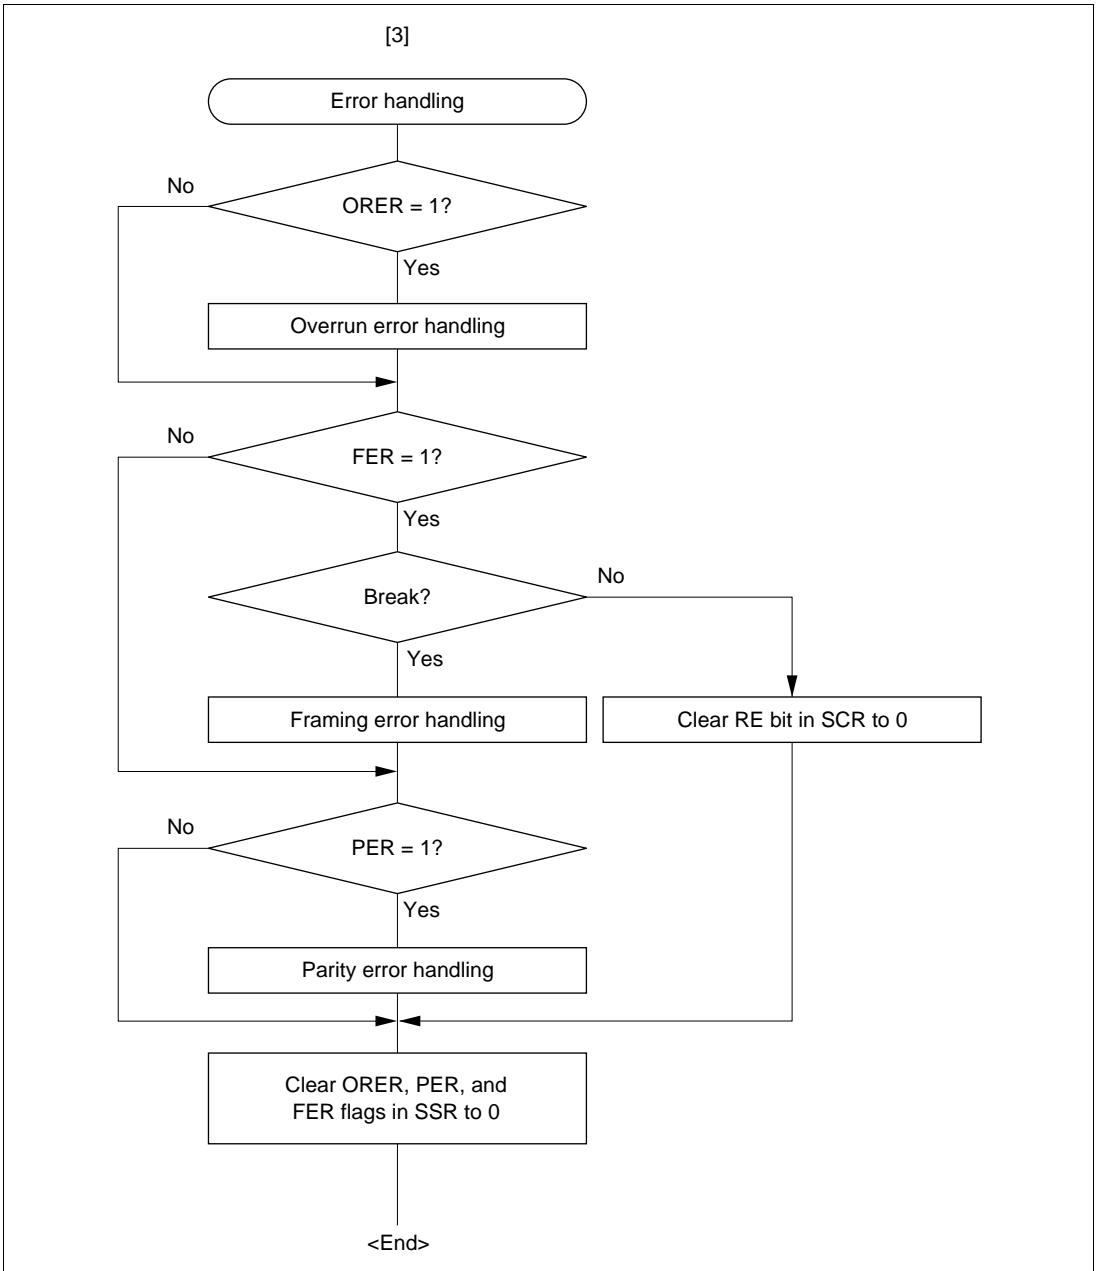 [3]
Error handling
No
ORER = 1?
Yes
Overrun error handling
No
FER = 1?
Yes
No
Break?
Yes
Framing error handling
Clear RE bit in SCR to 0
No
PER = 1?
Yes
Parity error handling
Clear ORER, PER, and
FER flags in SSR to 0
<End>